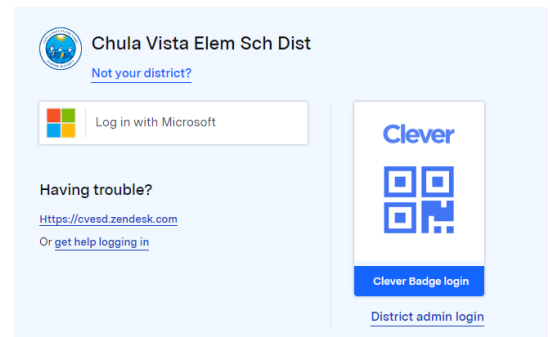 Chula Vista Elem Sch Dist
Not your district?
Log in with Microsoft
Having trouble?
Https://cvesd.zendesk.com
Or get help logging in
Clever
Clever Badge login
District admin login